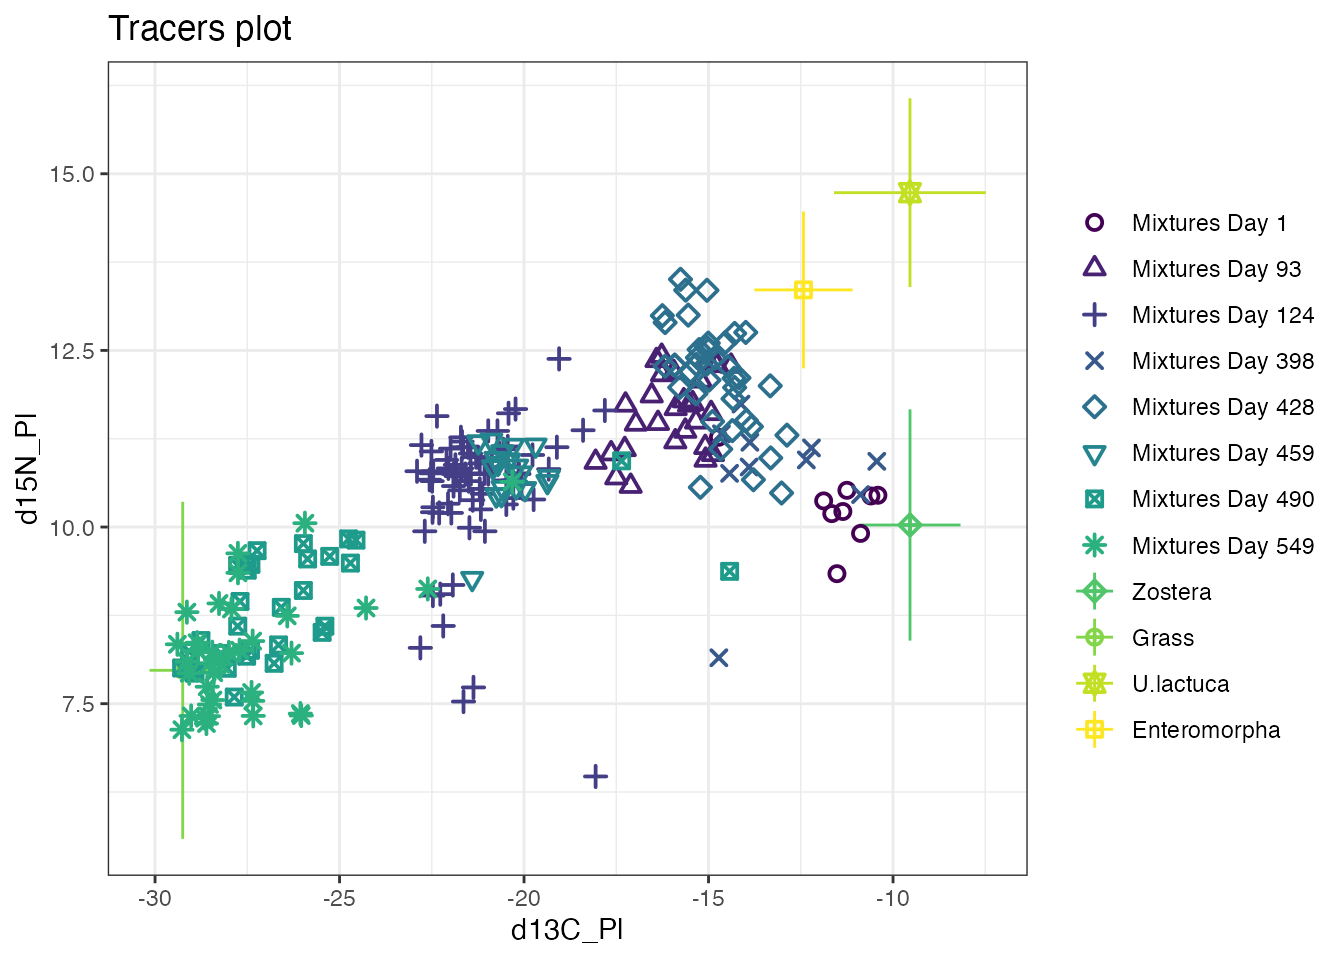 Tracers plot
15.0
12.5
10.0
7.5
d15N_Pl
-30
-25
-20
-15
-10
d13C_Pl
Mixtures Day 1
Mixtures Day 93
Mixtures Day 124
Mixtures Day 398
Mixtures Day 428
Mixtures Day 459
Mixtures Day 490
Mixtures Day 549
Zostera
Grass
U.lactuca
Enteromorpha